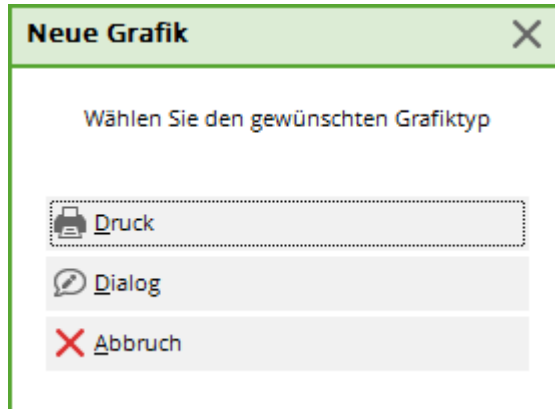 Neue Grafik
Wählen Sie den gewünschten Grafiktyp
Druck
Dialog
Abbruch